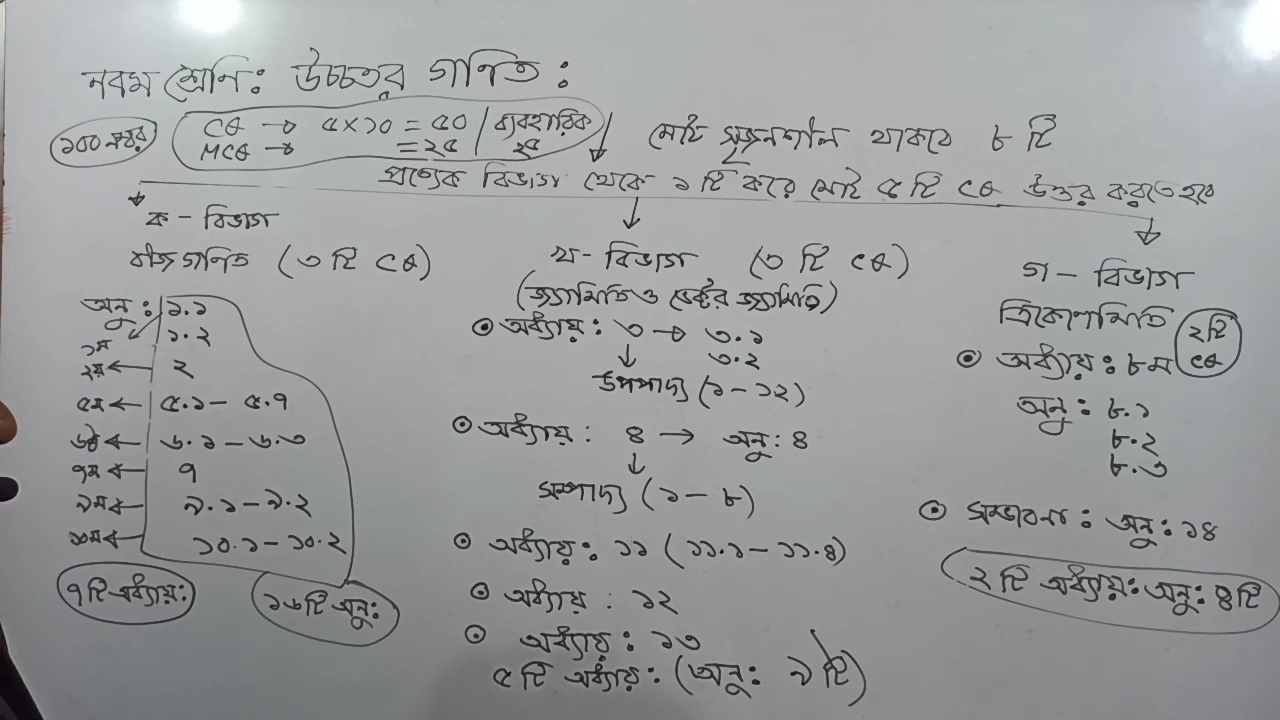 নবম শ্রেনি: উচ্চতর গনিত:
১০০ নম্বর
CQ → ৫×১০ = ৫০ / ব্যবহারিক
MCQ → = ২৫ / ২৫
মোট সৃজনশীল থাকবে ৮ টি
প্রত্যেক বিভাগ থেকে ১ টি করে মোট ৫ টি CQ উত্তর করতে হবে
ক - বিভাগ
বীজ গনিত (৩ টি CQ)
অনু: ১.১
১ম ১.২
২য় ← ২
৫ম ← ৫.১ - ৫.৭
৬ষ্ঠ ← ৬.১ - ৬.৩
৭ম ← ৭
৯ম ← ৯.১ - ৯.২
১০ম ← ১০.১ - ১০.২
৭ টি অধ্যায়:
১৬ টি অনু:
খ - বিভাগ (৩ টি CQ)
(জ্যামিতি ও ভেক্টর জ্যামিতি)
অধ্যায়: ৩ → ৩.১
৩.২
উপপাদ্য (১ - ১২)
অধ্যায়: ৪ → অনু: ৪
সম্পাদ্য (১ - ৮)
অধ্যায়: ১১ (১১.১ - ১১.৪)
অধ্যায়: ১২
অধ্যায়: ১৩
৫ টি অধ্যায়: (অনু: ৯ টি)
গ - বিভাগ
ত্রিকোণমিতি
২ টি
CQ
অধ্যায়: ৮ম
অনু: ৮.১
৮.২
৮.৩
সম্ভাবনা: অনু: ১৪
২ টি অধ্যায়: অনু: ৪ টি